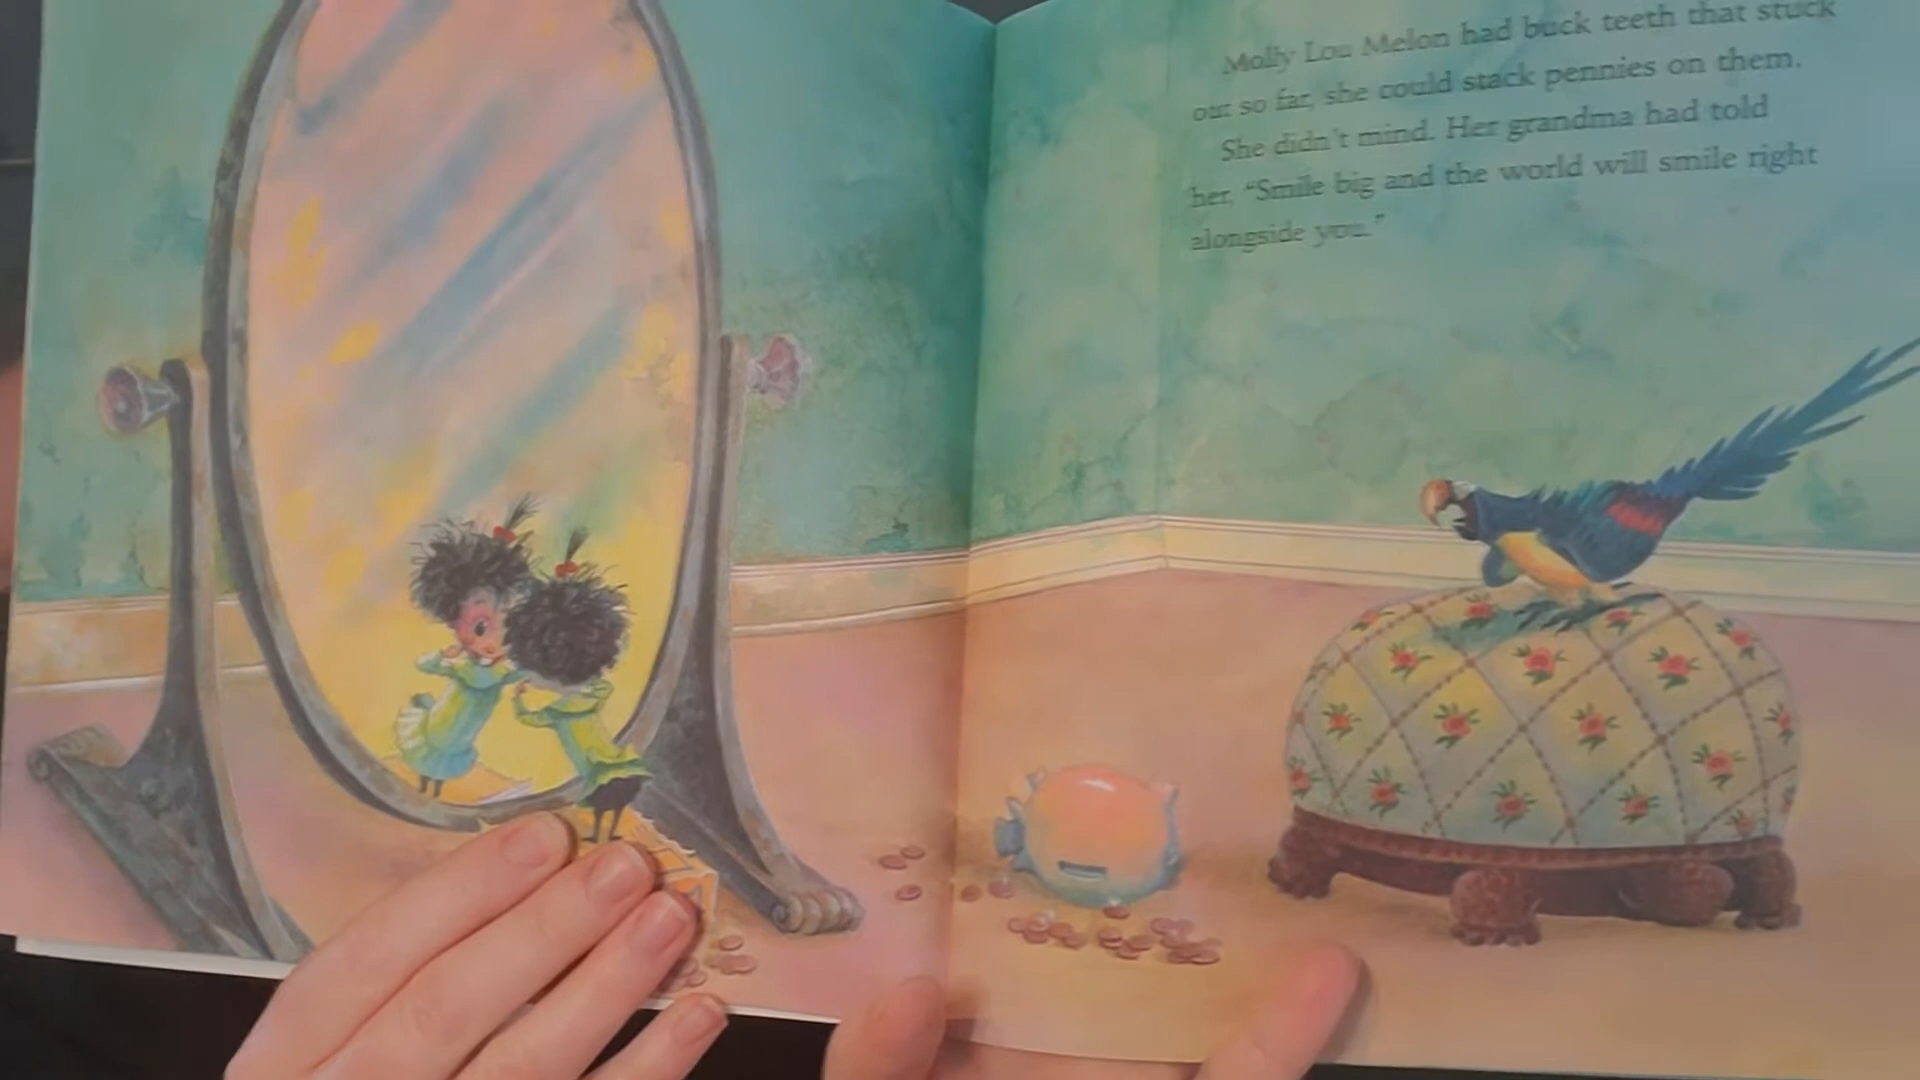 Molly Lou Melon had buck teeth that stuck
out so far, she could stack pennies on them.
She didn't mind. Her grandma had told
her, “Smile big and the world will smile right
alongside you.”